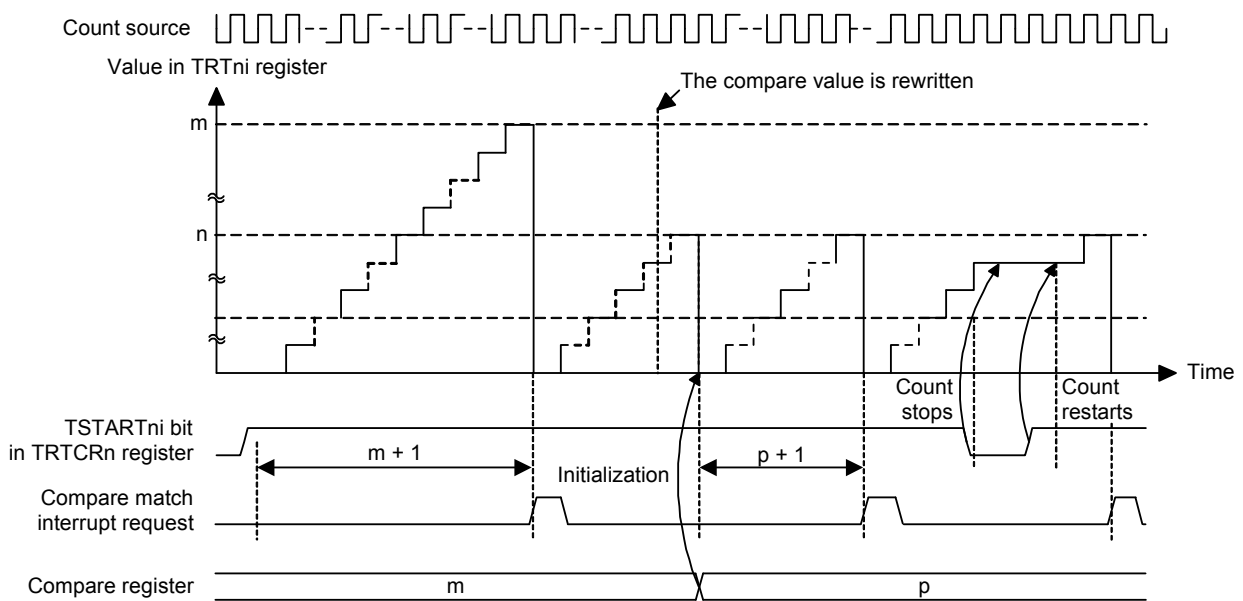 Count source
Value in TRTni register
The compare value is rewritten
m
n
Time
Count
stops
Count
restarts
TSTARTni bit
in TRTCRn register
m + 1
Initialization
p + 1
Compare match
interrupt request
Compare register
m
p